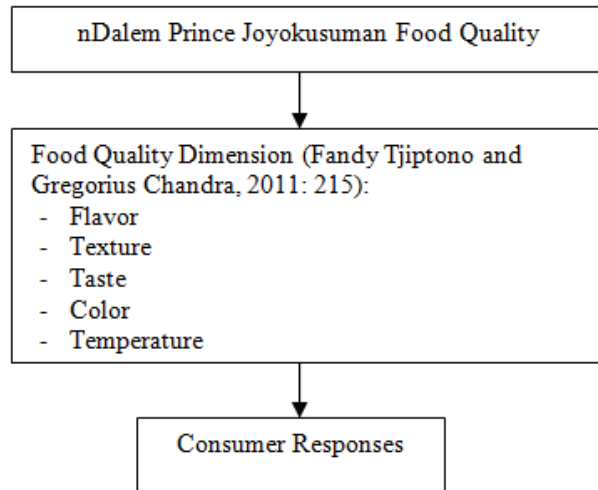 nDalem Prince Joyokusuman Food Quality
Food Quality Dimension (Fandy Tjiptono and
Gregorius Chandra, 2011: 215):
- Flavor
- Texture
- Taste
- Color
- Temperature
Consumer Responses